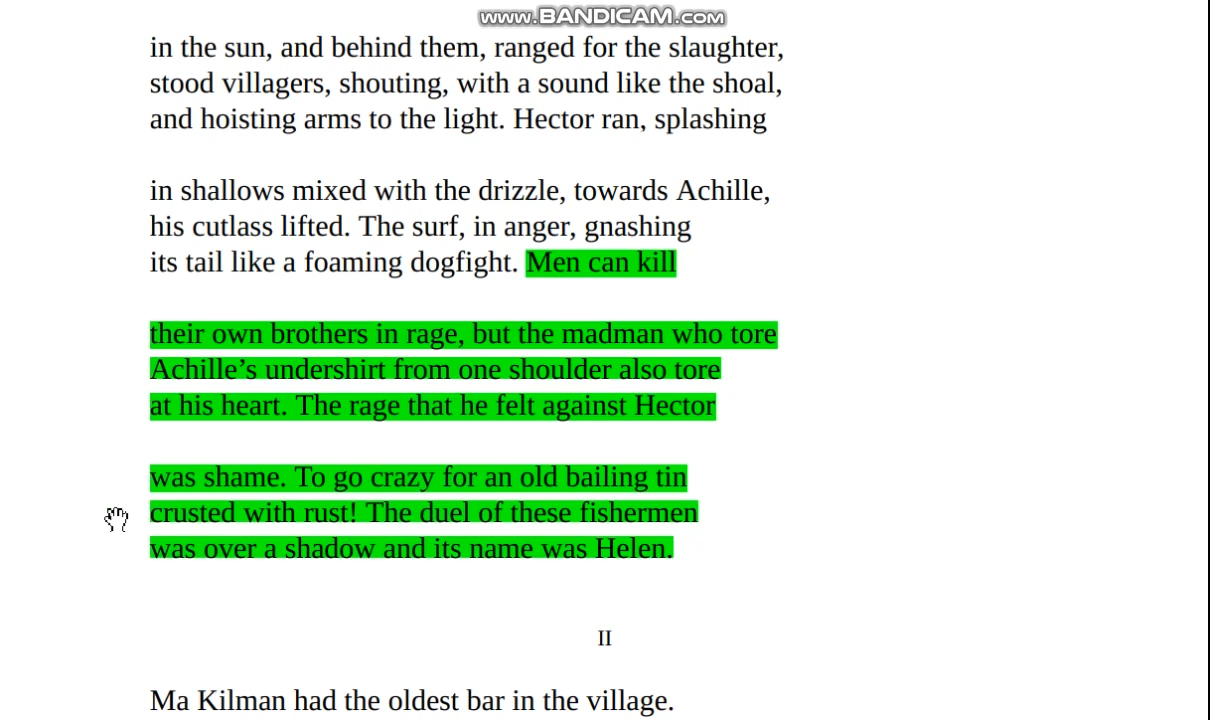 www.BANDICAM.com
in the sun, and behind them, ranged for the slaughter,
stood villagers, shouting, with a sound like the shoal,
and hoisting arms to the light. Hector ran, splashing
in shallows mixed with the drizzle, towards Achille,
his cutlass lifted. The surf, in anger, gnashing
its tail like a foaming dogfight. Men can kill
their own brothers in rage, but the madman who tore
Achille’s undershirt from one shoulder also tore
at his heart. The rage that he felt against Hector
was shame. To go crazy for an old bailing tin
crusted with rust! The duel of these fishermen
was over a shadow and its name was Helen.
II
Ma Kilman had the oldest bar in the village.